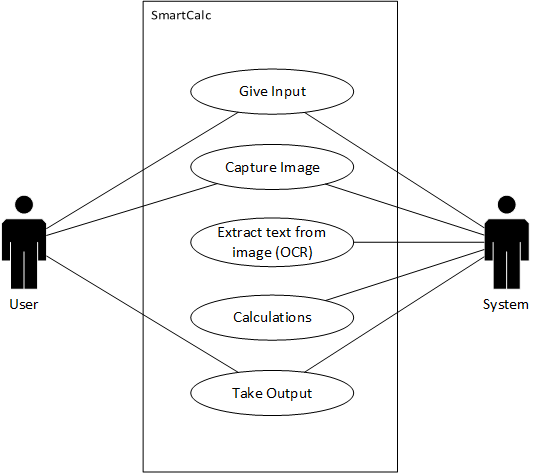 SmartCalc
Give Input
Capture Image
Extract text from
image (OCR)
Calculations
Take Output
User
System